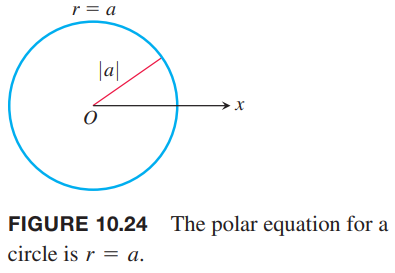 r = a
|a|
x
O
FIGURE 10.24 The polar equation for a
circle is r = a.